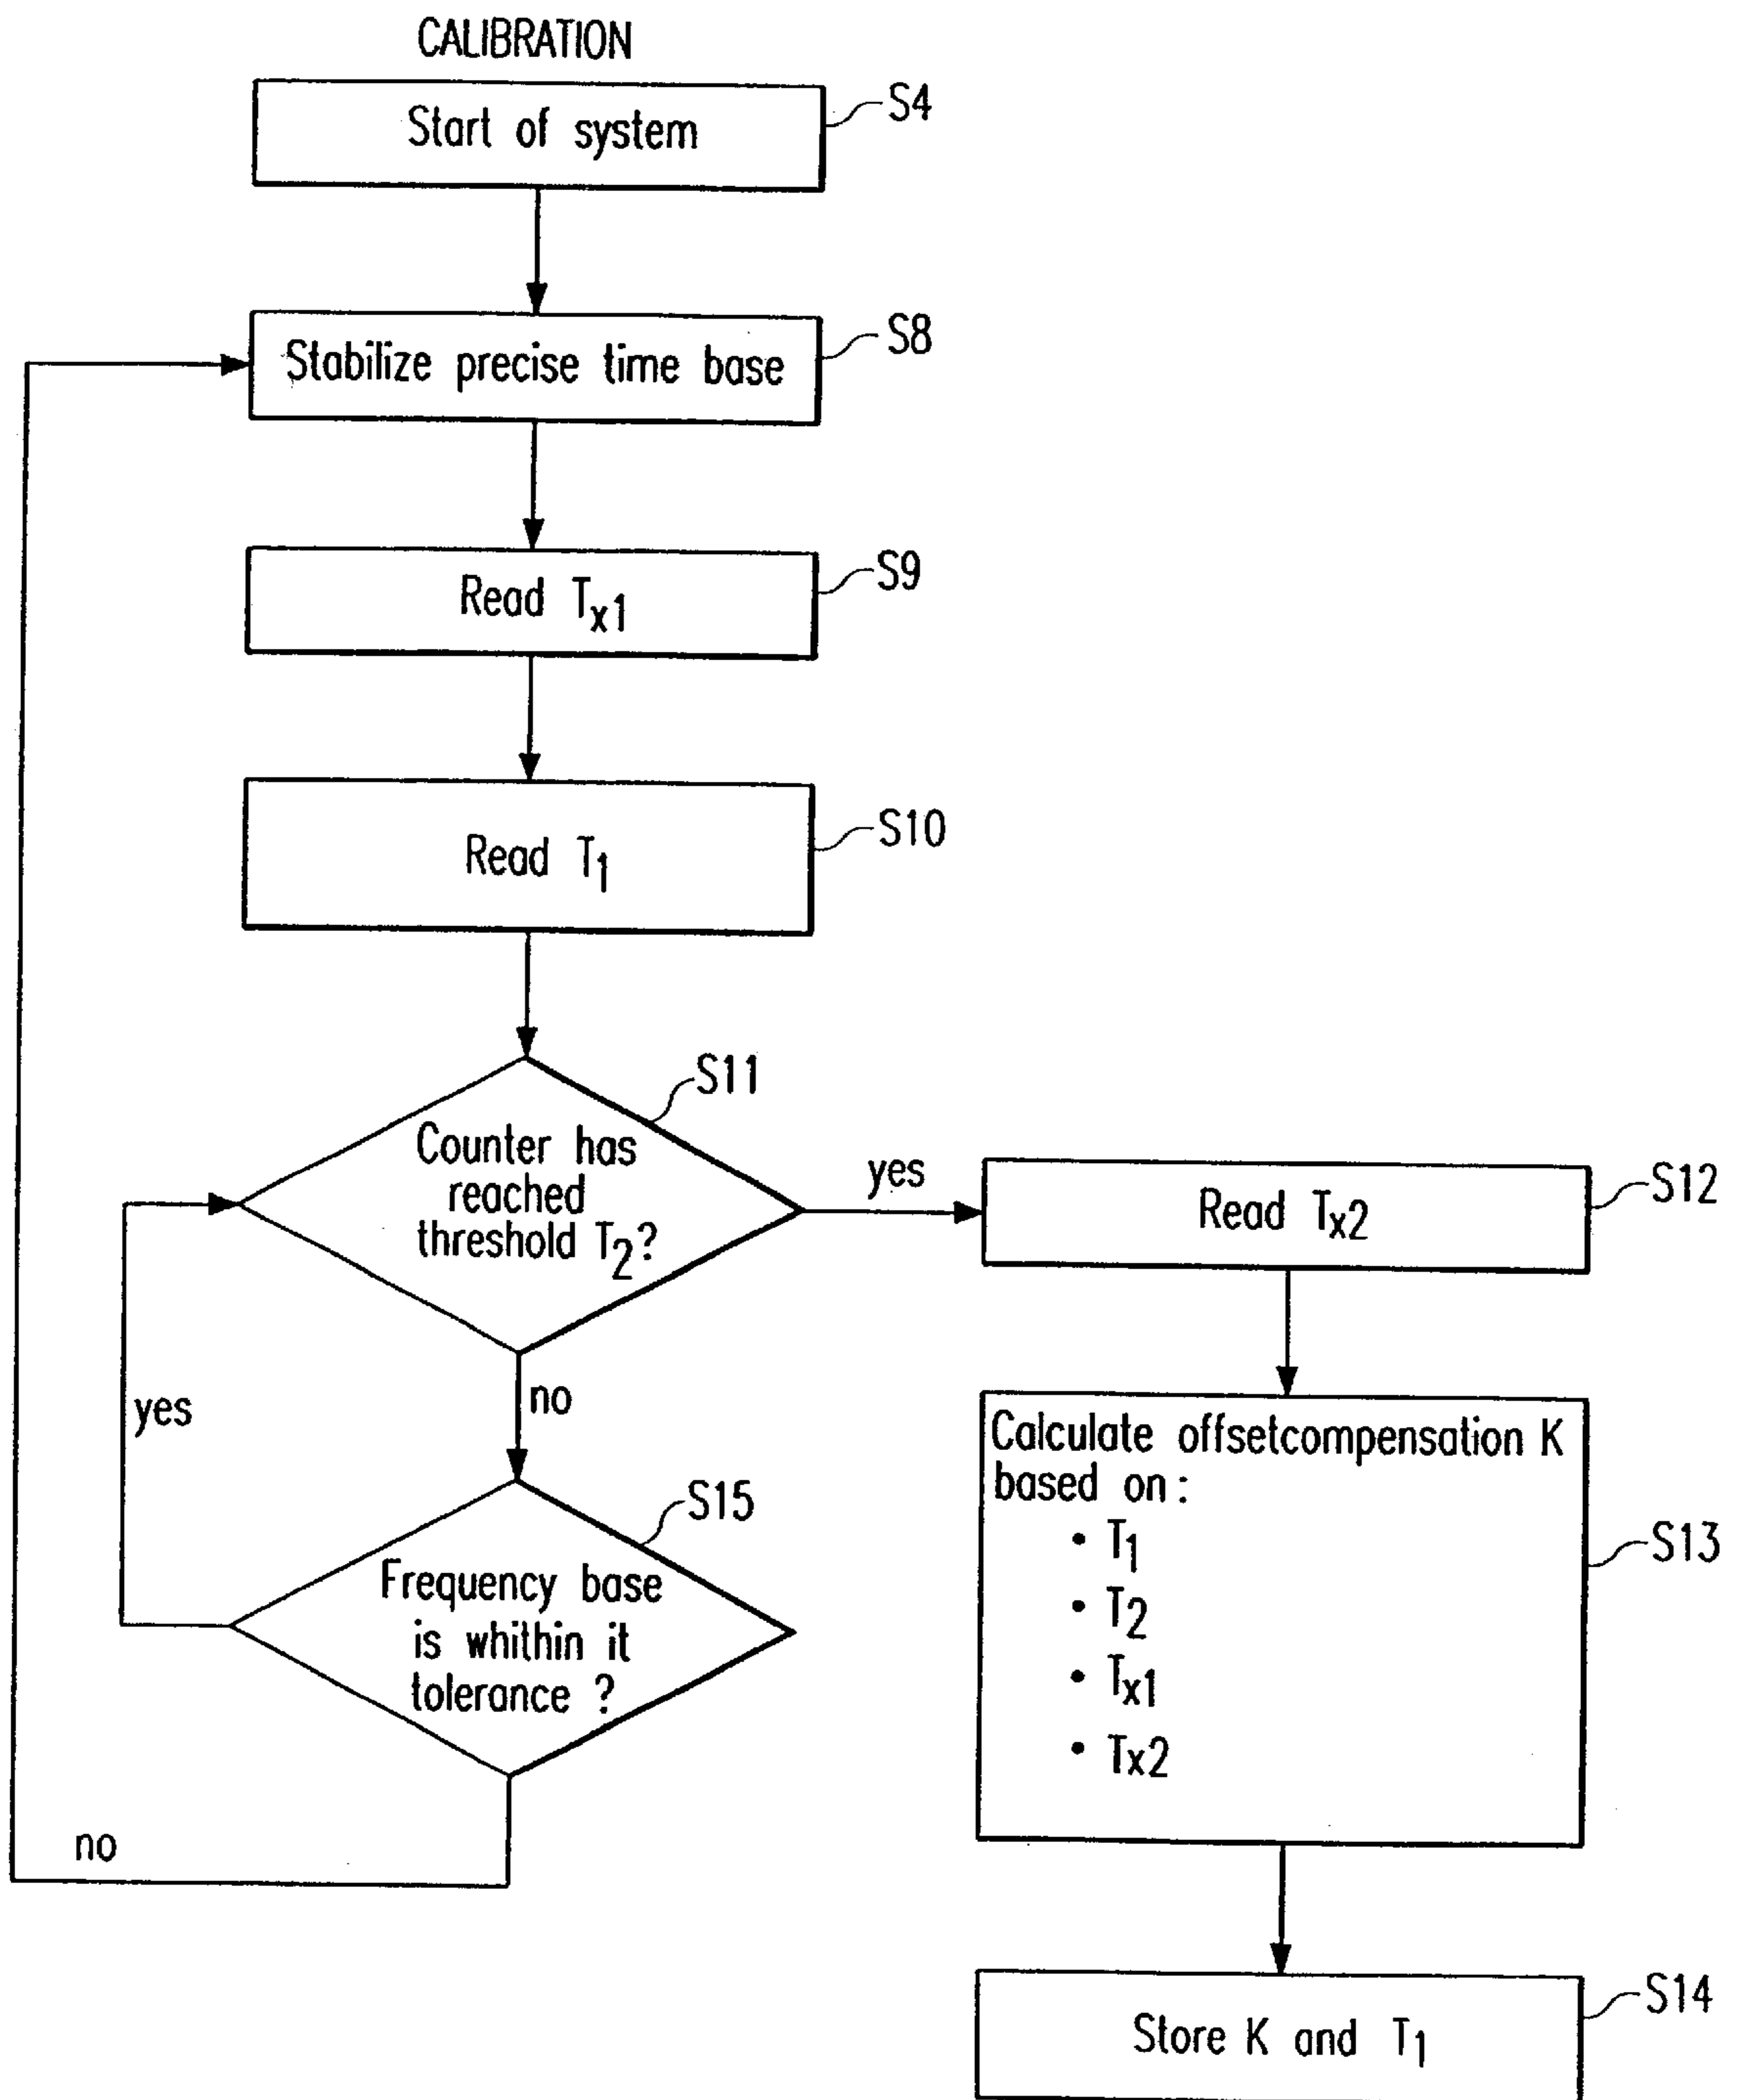 CALIBRATION
Start of system
S4
Stabilize precise time base
S8
Read Tx1
S9
Read T1
S10
Counter has
reached
threshold T2?
S11
yes
no
Read Tx2
S12
Calculate offsetcompensation K
based on:
• T1
• T2
• Tx1
• Tx2
S13
Store K and T1
S14
Frequency base
is whithin it
tolerance ?
S15
yes
no